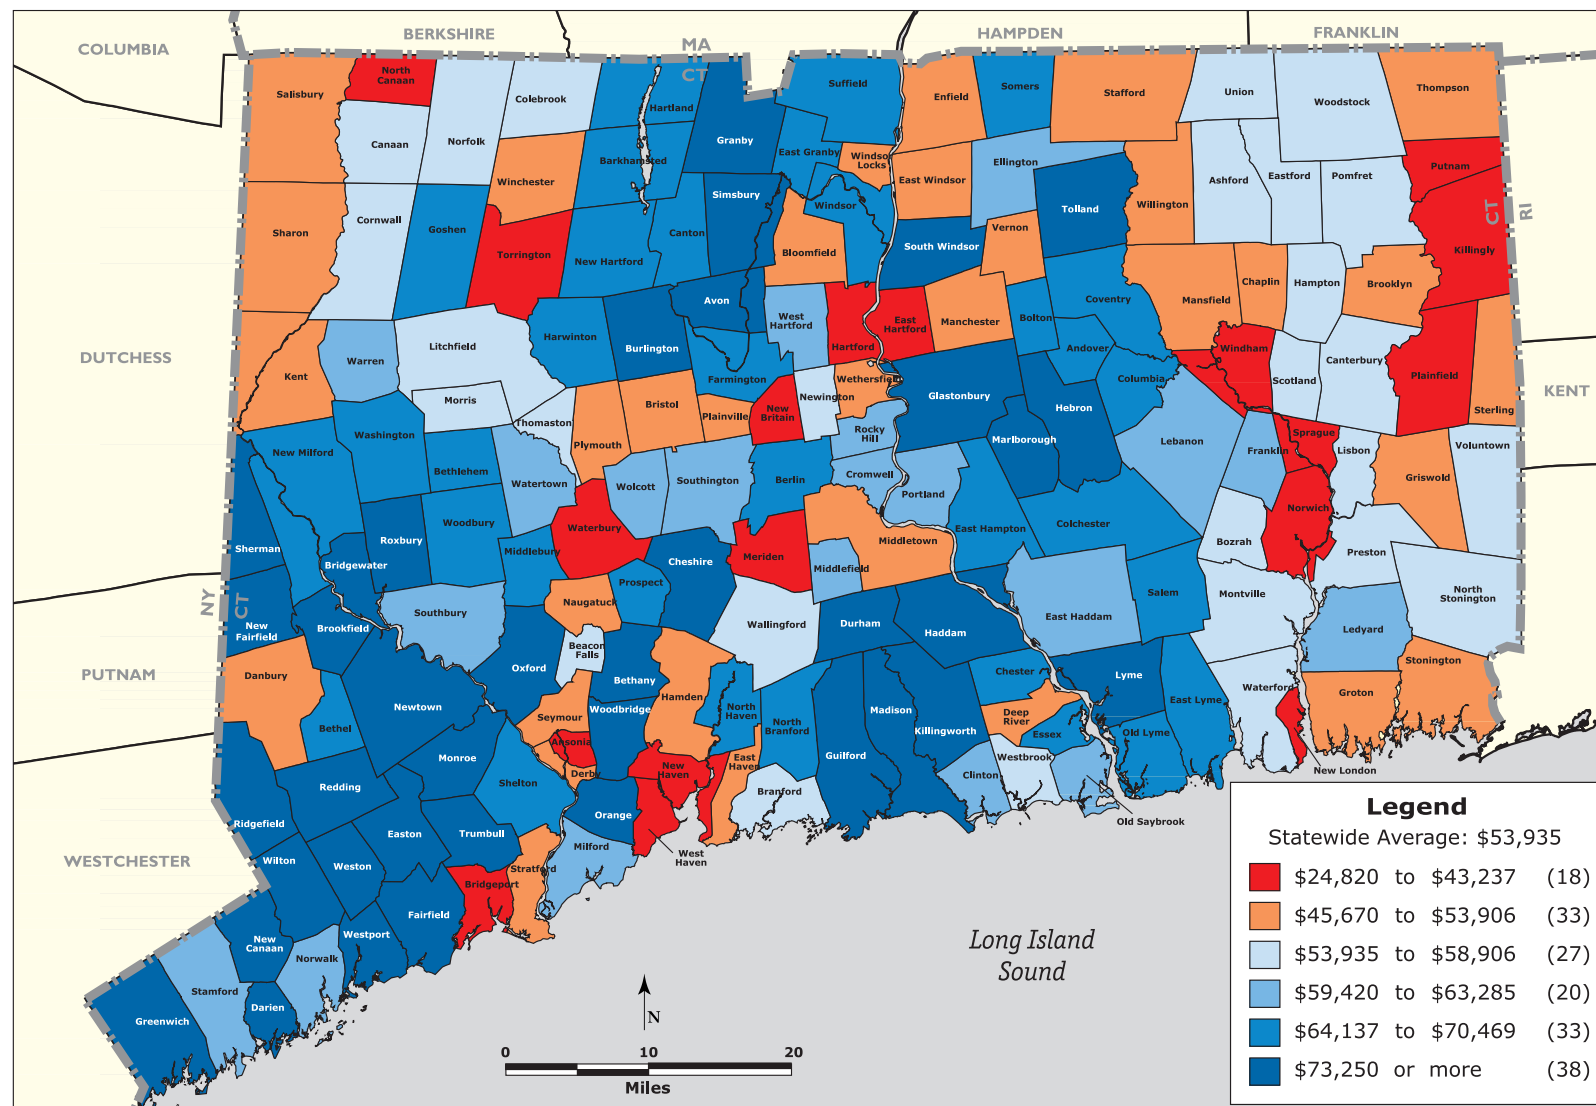 COLUMBIA
BERKSHIRE
MA
CT
HAMPDEN
FRANKLIN
North
Canaan
Salisbury
Colebrook
Hartland
Suffield
Enfield
Somers
Stafford
Union
Woodstock
Thompson
Canaan
Norfolk
Granby
East Granby
Windsor
Locks
Barkhamsted
Winchester
East Windsor
Ellington
Ashford
Eastford
Pomfret
Putnam
Simsbury
Windsor
Tolland
Willington
CT
RI
Sharon
Cornwall
Goshen
Torrington
New Hartford
Canton
Bloomfield
South Windsor
Vernon
Killingly
Mansfield
Chaplin
Hampton
Brooklyn
Avon
West
Hartford
Hartford
East
Hartford
Manchester
Bolton
Coventry
Andover
DUTCHESS
Kent
Warren
Litchfield
Harwinton
Burlington
Farmington
Windham
Scotland
Canterbury
Plainfield
Sterling
KENT
Morris
Thomaston
Plymouth
Bristol
Plainville
New
Britain
Newington
Wethersfield
Glastonbury
Hebron
Columbia
Marlborough
Rocky
Hill
Lebanon
Franklin
Sprague
Lisbon
Voluntown
Griswold
New Milford
Washington
Bethlehem
Watertown
Wolcott
Southington
Berlin
Cromwell
Portland
Norwich
Sherman
Roxbury
Woodbury
Waterbury
East Hampton
Colchester
Bozrah
Preston
Bridgewater
Middlebury
Prospect
Cheshire
Meriden
Middletown
Middlefield
NY
CT
Southbury
Naugatuck
Wallingford
Durham
Haddam
East Haddam
Salem
Montville
North
Stonington
Ledyard
New
Fairfield
Brookfield
Oxford
Beacon
Falls
Bethany
PUTNAM
Danbury
Newtown
Seymour
Woodbridge
Hamden
North
Haven
North
Branford
Guilford
Madison
Killingworth
Chester
Deep
River
Essex
Lyme
Old Lyme
East Lyme
Waterford
Groton
Stonington
Bethel
Monroe
Ansonia
Derby
New
Haven
East
Haven
Branford
Clinton
Westbrook
Old Saybrook
New London
Redding
Ridgefield
Shelton
Orange
Milford
West
Haven
WESTCHESTER
Wilton
Weston
Easton
Trumbull
Stratford
Bridgeport
Fairfield
Westport
New
Canaan
Norwalk
Stamford
Darien
Greenwich
Long Island
Sound
N
0 10 20
Miles
Legend
Statewide Average: $53,935
$24,820 to $43,237 (18)
$45,670 to $53,906 (33)
$53,935 to $58,906 (27)
$59,420 to $63,285 (20)
$64,137 to $70,469 (33)
$73,250 or more (38)